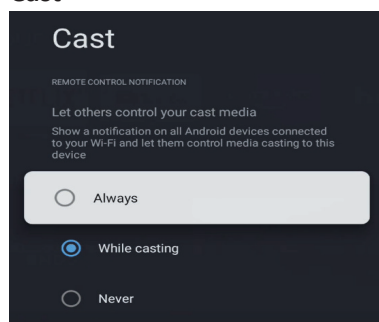 Cast
REMOTE CONTROL NOTIFICATION
Let others control your cast media
Show a notification on all Android devices connected
to your Wi-Fi and let them control media casting to this
device
Always
While casting
Never